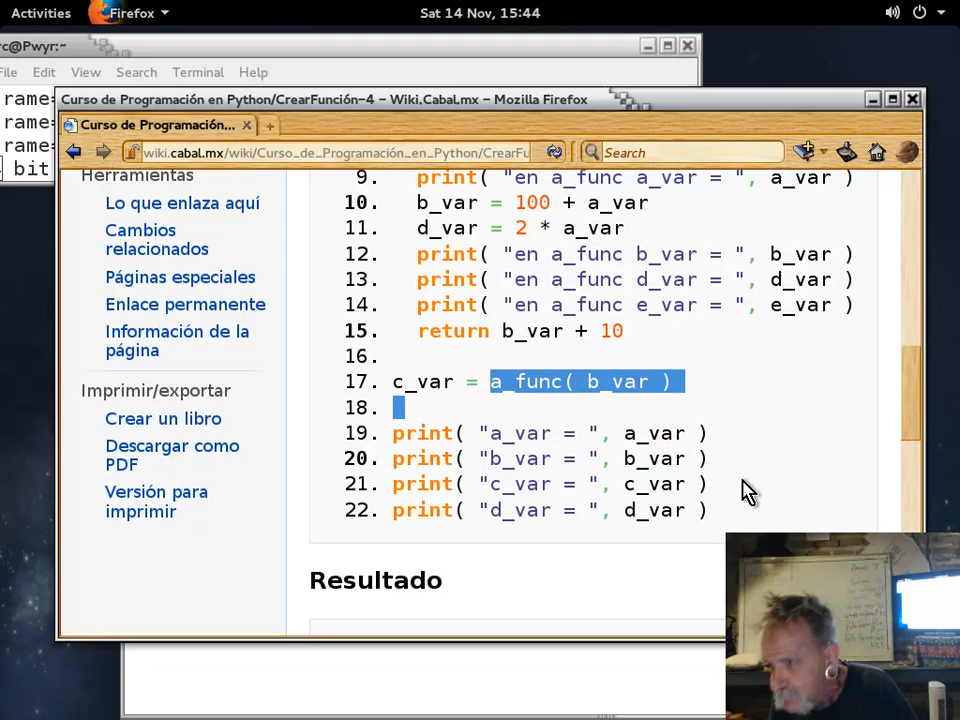 Activities Firefox Sat 14 Nov, 15:44
rc@Pwyr:~
File Edit View Search Terminal Help
rame=
rame=
rame=
bit
Curso de Programación en Python/CrearFunción-4 – Wiki.Cabal.mx – Mozilla Firefox
Curso de Programación...
wiki.cabal.mx/wiki/Curso_de_Programación_en_Python/CrearFu
Search
Herramientas
Lo que enlaza aquí
Cambios
relacionados
Páginas especiales
Enlace permanente
Información de la
página
Imprimir/exportar
Crear un libro
Descargar como
PDF
Versión para
imprimir
9. print( "en a_func a_var = ", a_var )
10. b_var = 100 + a_var
11. d_var = 2 * a_var
12. print( "en a_func b_var = ", b_var )
13. print( "en a_func d_var = ", d_var )
14. print( "en a_func e_var = ", e_var )
15. return b_var + 10
16.
17. c_var = a_func( b_var )
18.
19. print( "a_var = ", a_var )
20. print( "b_var = ", b_var )
21. print( "c_var = ", c_var )
22. print( "d_var = ", d_var )
Resultado